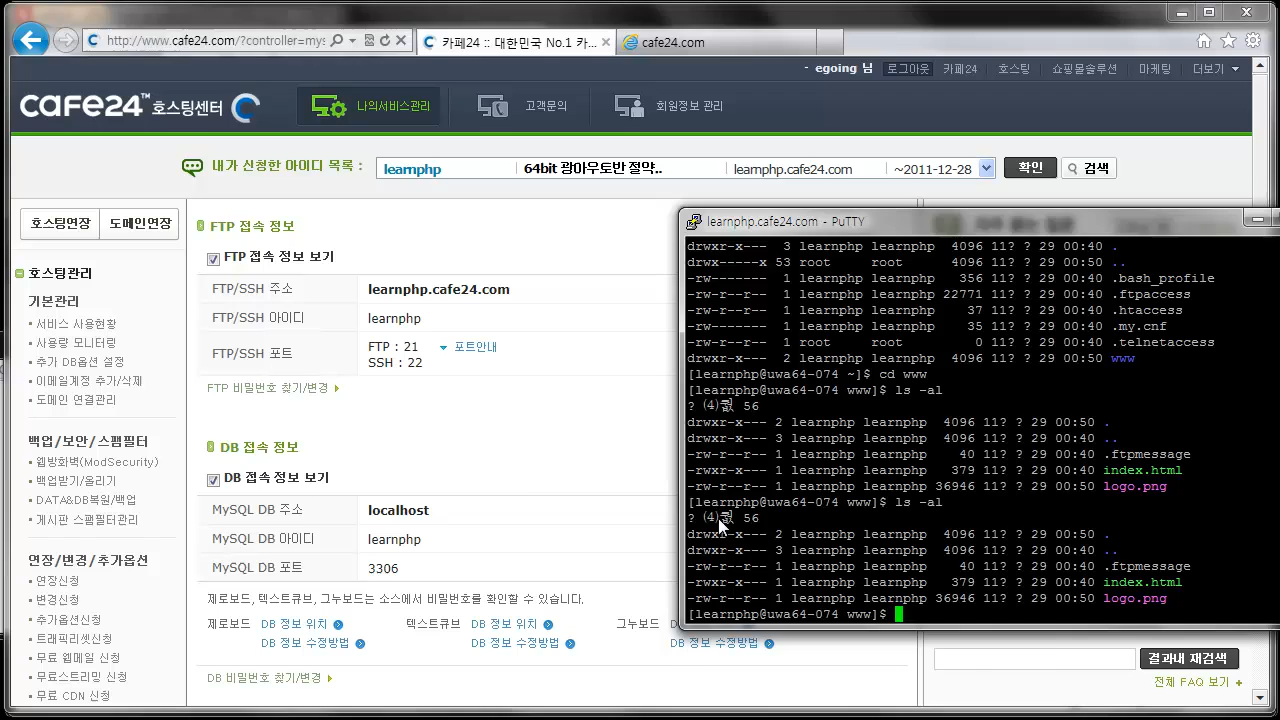 http://www.cafe24.com/?controller=mys
카페24 :: 대한민국 No.1 카...
cafe24.com
- egoing 님
로그아웃
카페24
호스팅
쇼핑몰솔루션
마케팅
더보기
CAFE24™ 호스팅센터
나의서비스관리
고객문의
회원정보 관리
내가 신청한 아이디 목록 :
learnphp
64bit 광아우토반 절약..
learnphp.cafe24.com
~2011-12-28
확인
검색
호스팅연장
도메인연장
호스팅관리
기본관리
서비스 사용현황
사용량 모니터링
추가 DB옵션 설정
이메일계정 추가/삭제
도메인 연결관리
백업/보안/스팸필터
웹방화벽(ModSecurity)
백업받기/올리기
DATA&DB복원/백업
게시판 스팸필터관리
연장/변경/추가옵션
연장신청
변경신청
추가옵션신청
트래픽리셋신청
무료 웹메일 신청
무료스트리밍 신청
무료 CDN 신청
FTP 접속 정보
FTP 접속 정보 보기
FTP/SSH 주소
learnphp.cafe24.com
FTP/SSH 아이디
learnphp
FTP/SSH 포트
FTP : 21
포트안내
SSH : 22
FTP 비밀번호 찾기/변경
DB 접속 정보
DB 접속 정보 보기
MySQL DB 주소
localhost
MySQL DB 아이디
learnphp
MySQL DB 포트
3306
제로보드, 텍스트큐브, 그누보드는 소스에서 비밀번호를 확인할 수 있습니다.
제로보드
DB 정보 위치
DB 정보 수정방법
텍스트큐브
DB 정보 위치
DB 정보 수정방법
그누보드
DB 정보 수정방법
DB 비밀번호 찾기/변경
learnphp.cafe24.com - PuTTY
drwxr-x--- 3 learnphp learnphp 4096 11? ? 29 00:40 .
drwx-----x 53 root root 4096 11? ? 29 00:50 ..
-rw------- 1 learnphp learnphp 356 11? ? 29 00:40 .bash_profile
-rw-r--r-- 1 learnphp learnphp 22771 11? ? 29 00:40 .ftpaccess
-rw-r--r-- 1 learnphp learnphp 37 11? ? 29 00:40 .htaccess
-rw------- 1 learnphp learnphp 35 11? ? 29 00:40 .my.cnf
-rw-r--r-- 1 root root 0 11? ? 29 00:40 .telnetaccess
drwxr-x--- 2 learnphp learnphp 4096 11? ? 29 00:50 www
[learnphp@uwa64-074 ~]$ cd www
[learnphp@uwa64-074 www]$ ls -al
? ⑷ 56
drwxr-x--- 2 learnphp learnphp 4096 11? ? 29 00:50 .
drwxr-x--- 3 learnphp learnphp 4096 11? ? 29 00:40 ..
-rw-r--r-- 1 learnphp learnphp 40 11? ? 29 00:40 .ftpmessage
-rw-r--r-- 1 learnphp learnphp 379 11? ? 29 00:40 index.html
-rw-r--r-- 1 learnphp learnphp 36946 11? ? 29 00:50 logo.png
[learnphp@uwa64-074 www]$ ls -al
? ⑷ 56
drwxr-x--- 2 learnphp learnphp 4096 11? ? 29 00:50 .
drwxr-x--- 3 learnphp learnphp 4096 11? ? 29 00:40 ..
-rw-r--r-- 1 learnphp learnphp 40 11? ? 29 00:40 .ftpmessage
-rw-r--r-- 1 learnphp learnphp 379 11? ? 29 00:40 index.html
-rw-r--r-- 1 learnphp learnphp 36946 11? ? 29 00:50 logo.png
[learnphp@uwa64-074 www]$
결과내 재검색
전체 FAQ 보기 +